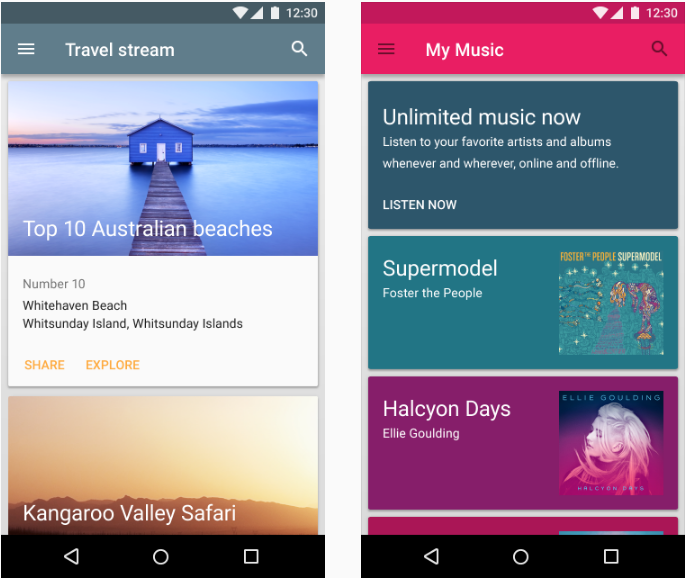 12:30
Travel stream
Top 10 Australian beaches
Number 10
Whitehaven Beach
Whitsunday Island, Whitsunday Islands
SHARE EXPLORE
Kangaroo Valley Safari
12:30
My Music
Unlimited music now
Listen to your favorite artists and albums
whenever and wherever, online and offline.
LISTEN NOW
Supermodel
Foster the People
FOSTER THE PEOPLE SUPERMODEL
Halcyon Days
Ellie Goulding
ELLIE GOULDING
HALCYON DAYS